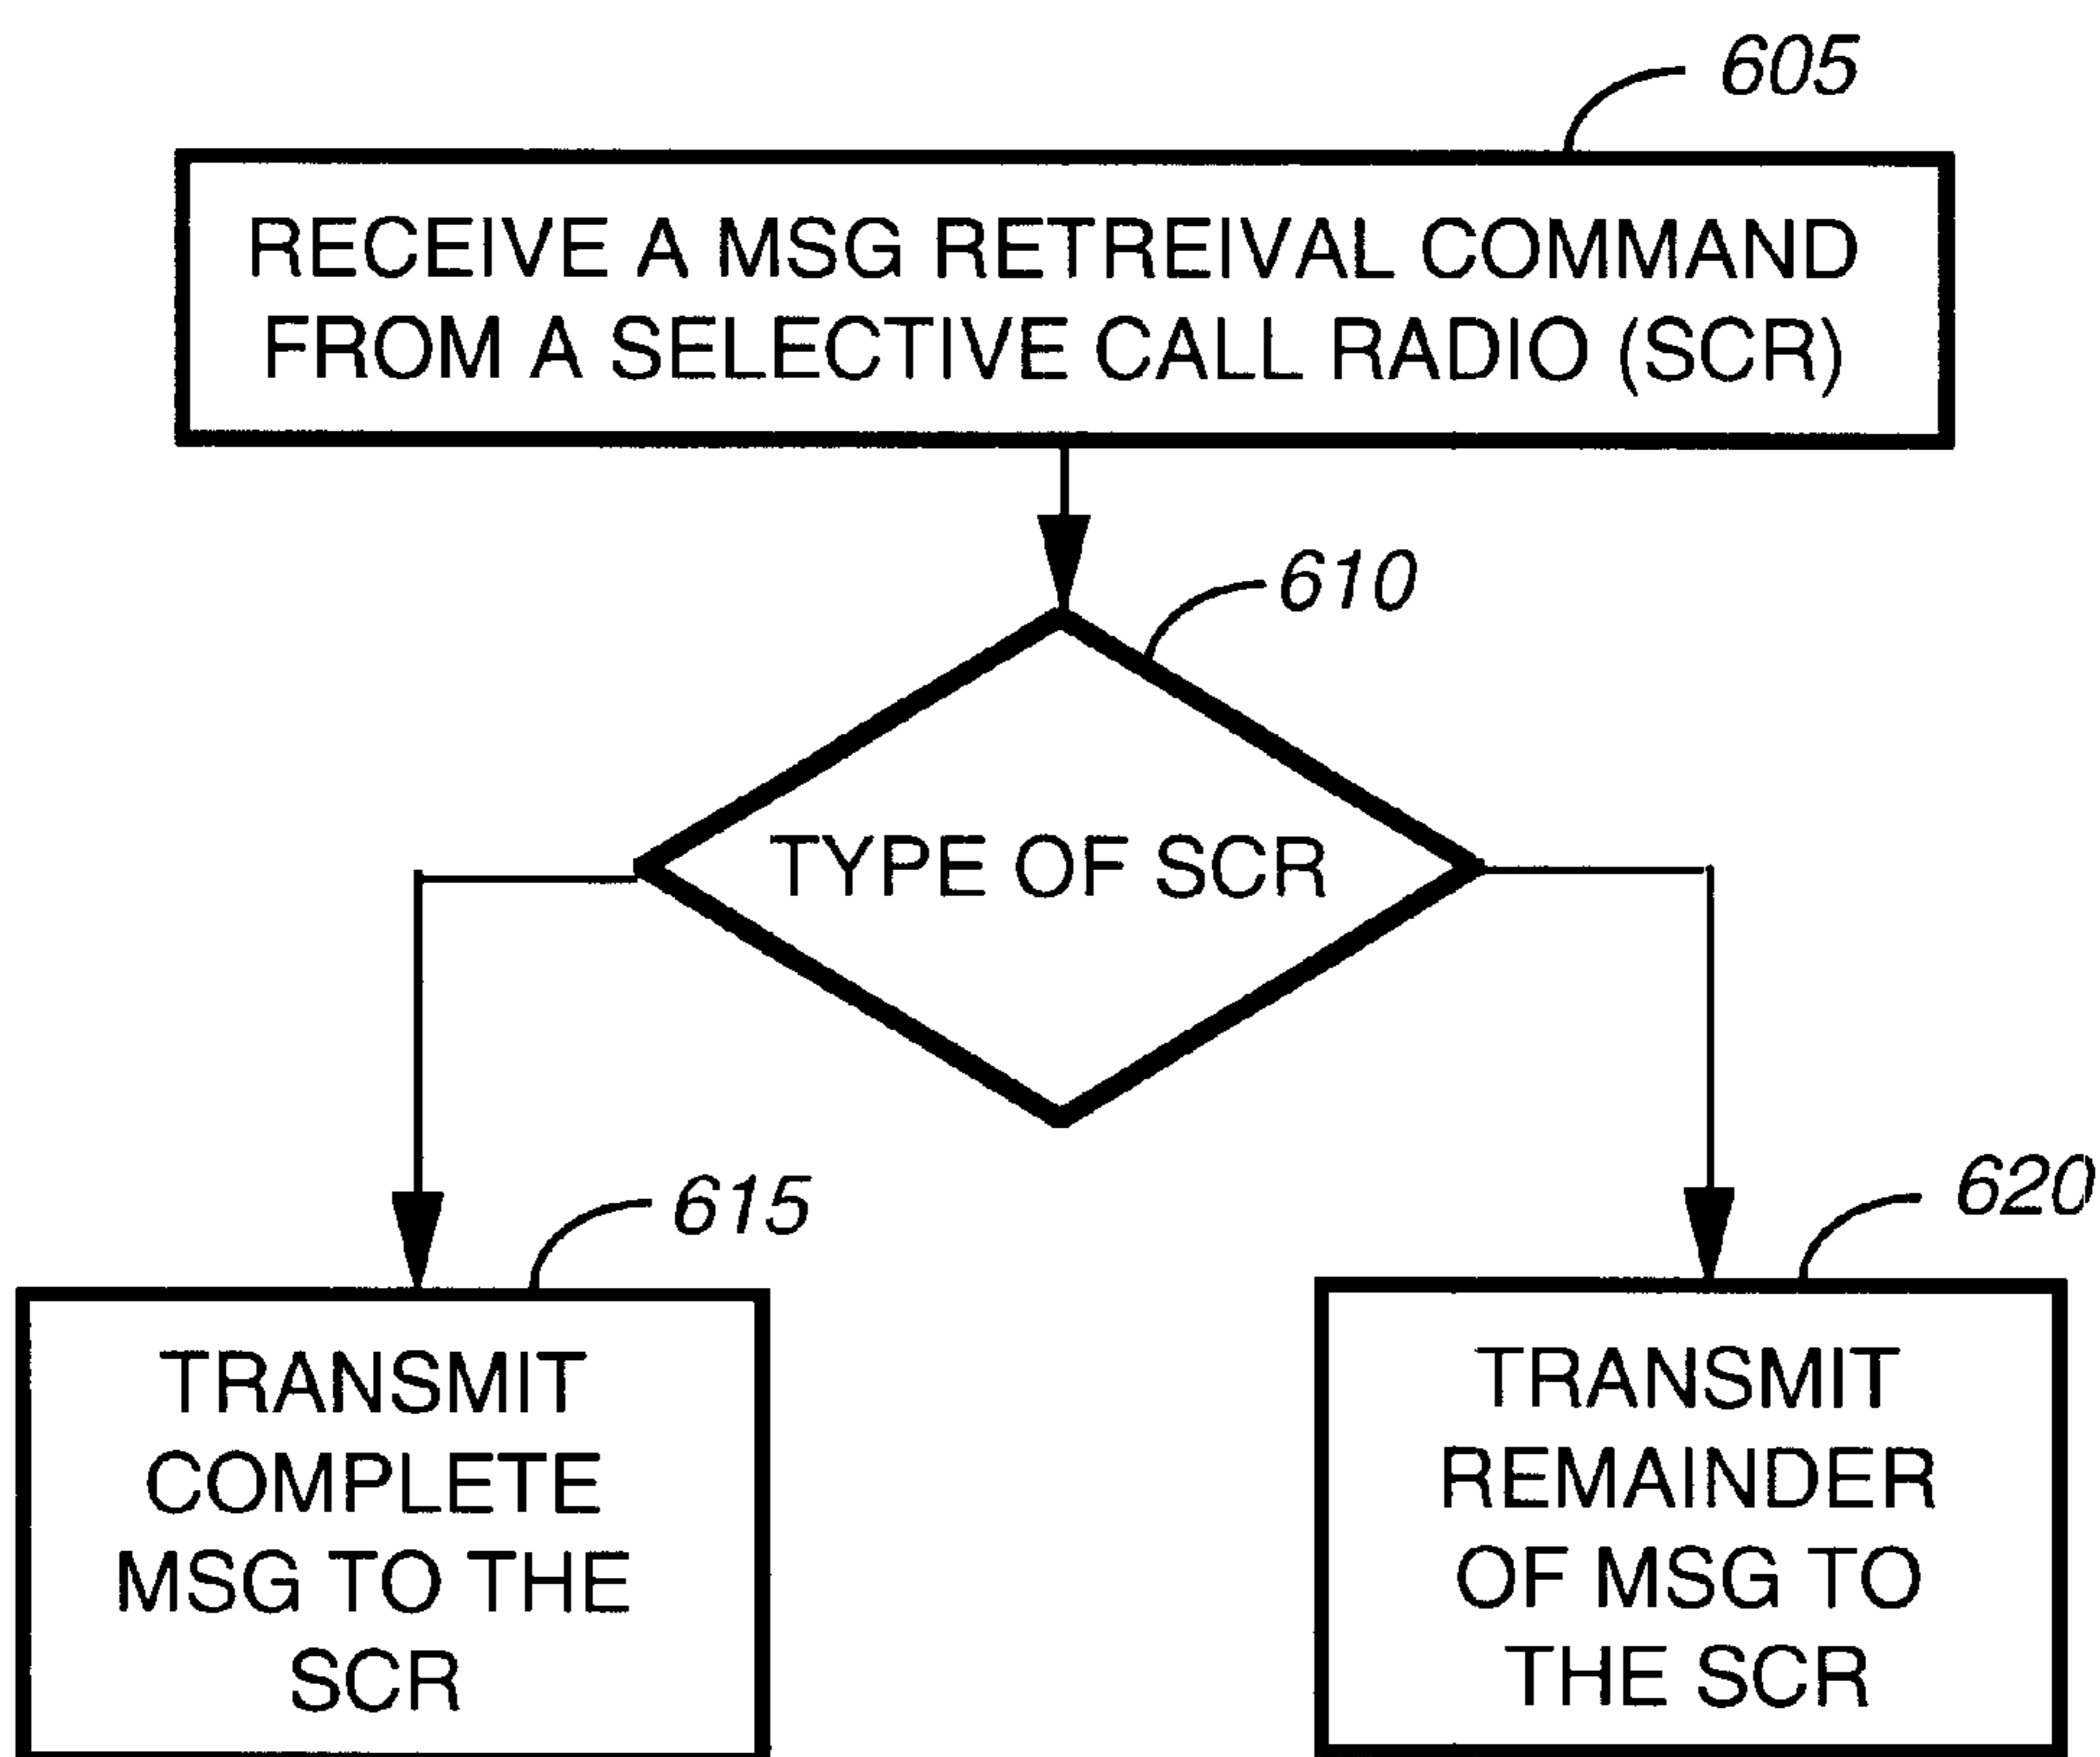 605
RECEIVE A MSG RETREIVAL COMMAND
FROM A SELECTIVE CALL RADIO (SCR)
610
TYPE OF SCR
615
TRANSMIT
COMPLETE
MSG TO THE
SCR
620
TRANSMIT
REMAINDER
OF MSG TO
THE SCR